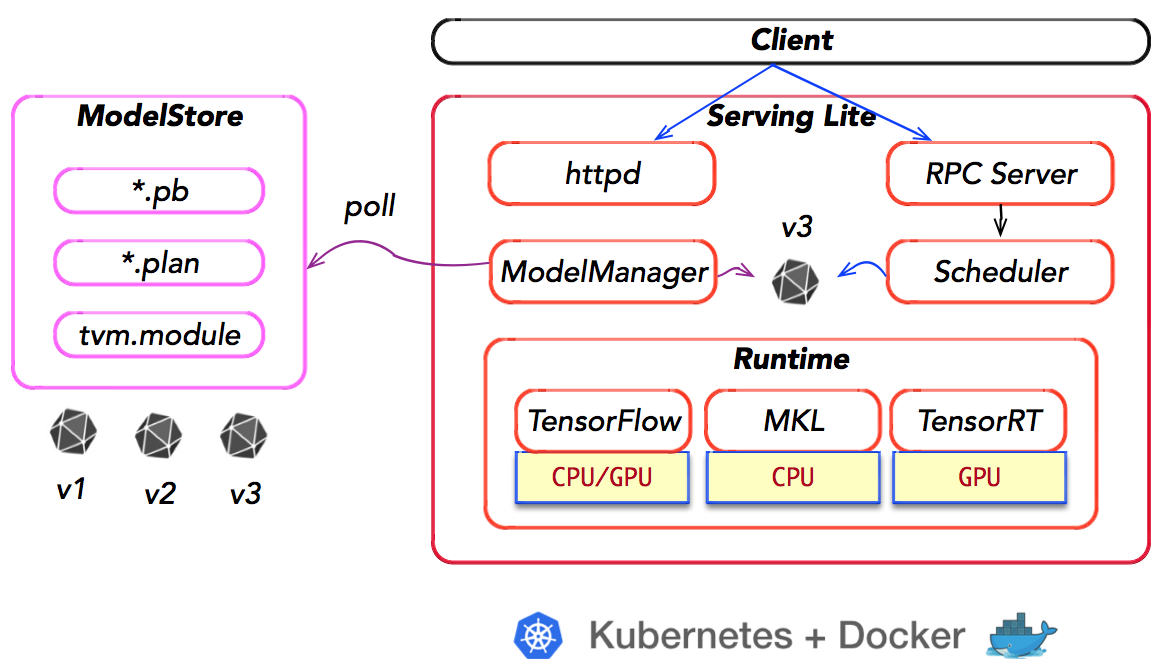 Client
ModelStore
*.pb
*.plan
tvm.module
v1
v2
v3
poll
Serving Lite
httpd
RPC Server
ModelManager
v3
Scheduler
Runtime
TensorFlow
MKL
TensorRT
CPU/GPU
CPU
GPU
Kubernetes + Docker